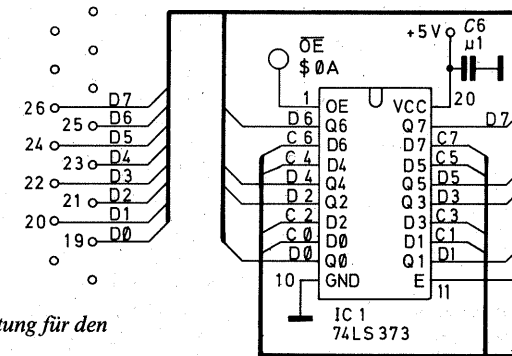 +5V C6
µ1
OE
$0A
26 D7
25 D6
24 D5
23 D4
22 D3
21 D2
20 D1
19 D0
1 OE VCC 20
D6 Q6 Q7 D7
C6 D6 D7 C7
C4 D4 D5 C5
D4 Q4 Q5 D5
D2 Q2 Q3 D3
C2 D2 D3 C3
C0 D0 D1 C1
D0 Q0 Q1 D1
10 GND E 11
IC 1
74LS373
tung für den